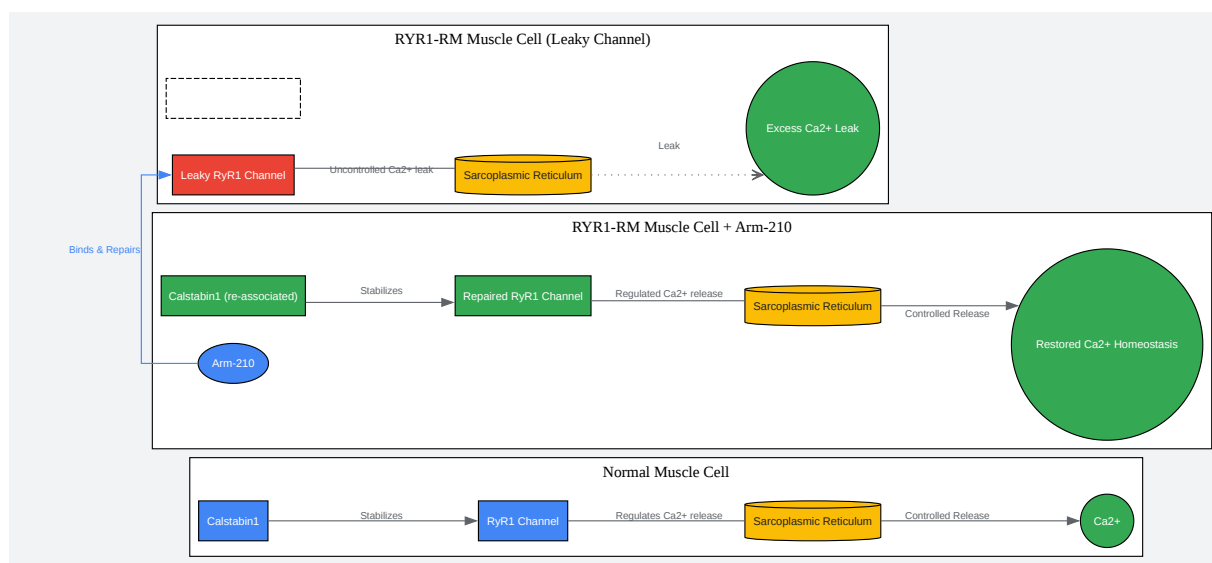 RYR1-RM Muscle Cell (Leaky Channel)
Excess Ca2+ Leak
Leak
Leaky RyR1 Channel
Uncontrolled Ca2+ leak
Sarcoplasmic Reticulum
RYR1-RM Muscle Cell + Arm-210
Binds & Repairs
Calstabin1 (re-associated)
Stabilizes
Repaired RyR1 Channel
Regulated Ca2+ release
Sarcoplasmic Reticulum
Controlled Release
Restored Ca2+ Homeostasis
Arm-210
Normal Muscle Cell
Calstabin1
Stabilizes
RyR1 Channel
Regulates Ca2+ release
Sarcoplasmic Reticulum
Controlled Release
Ca2+